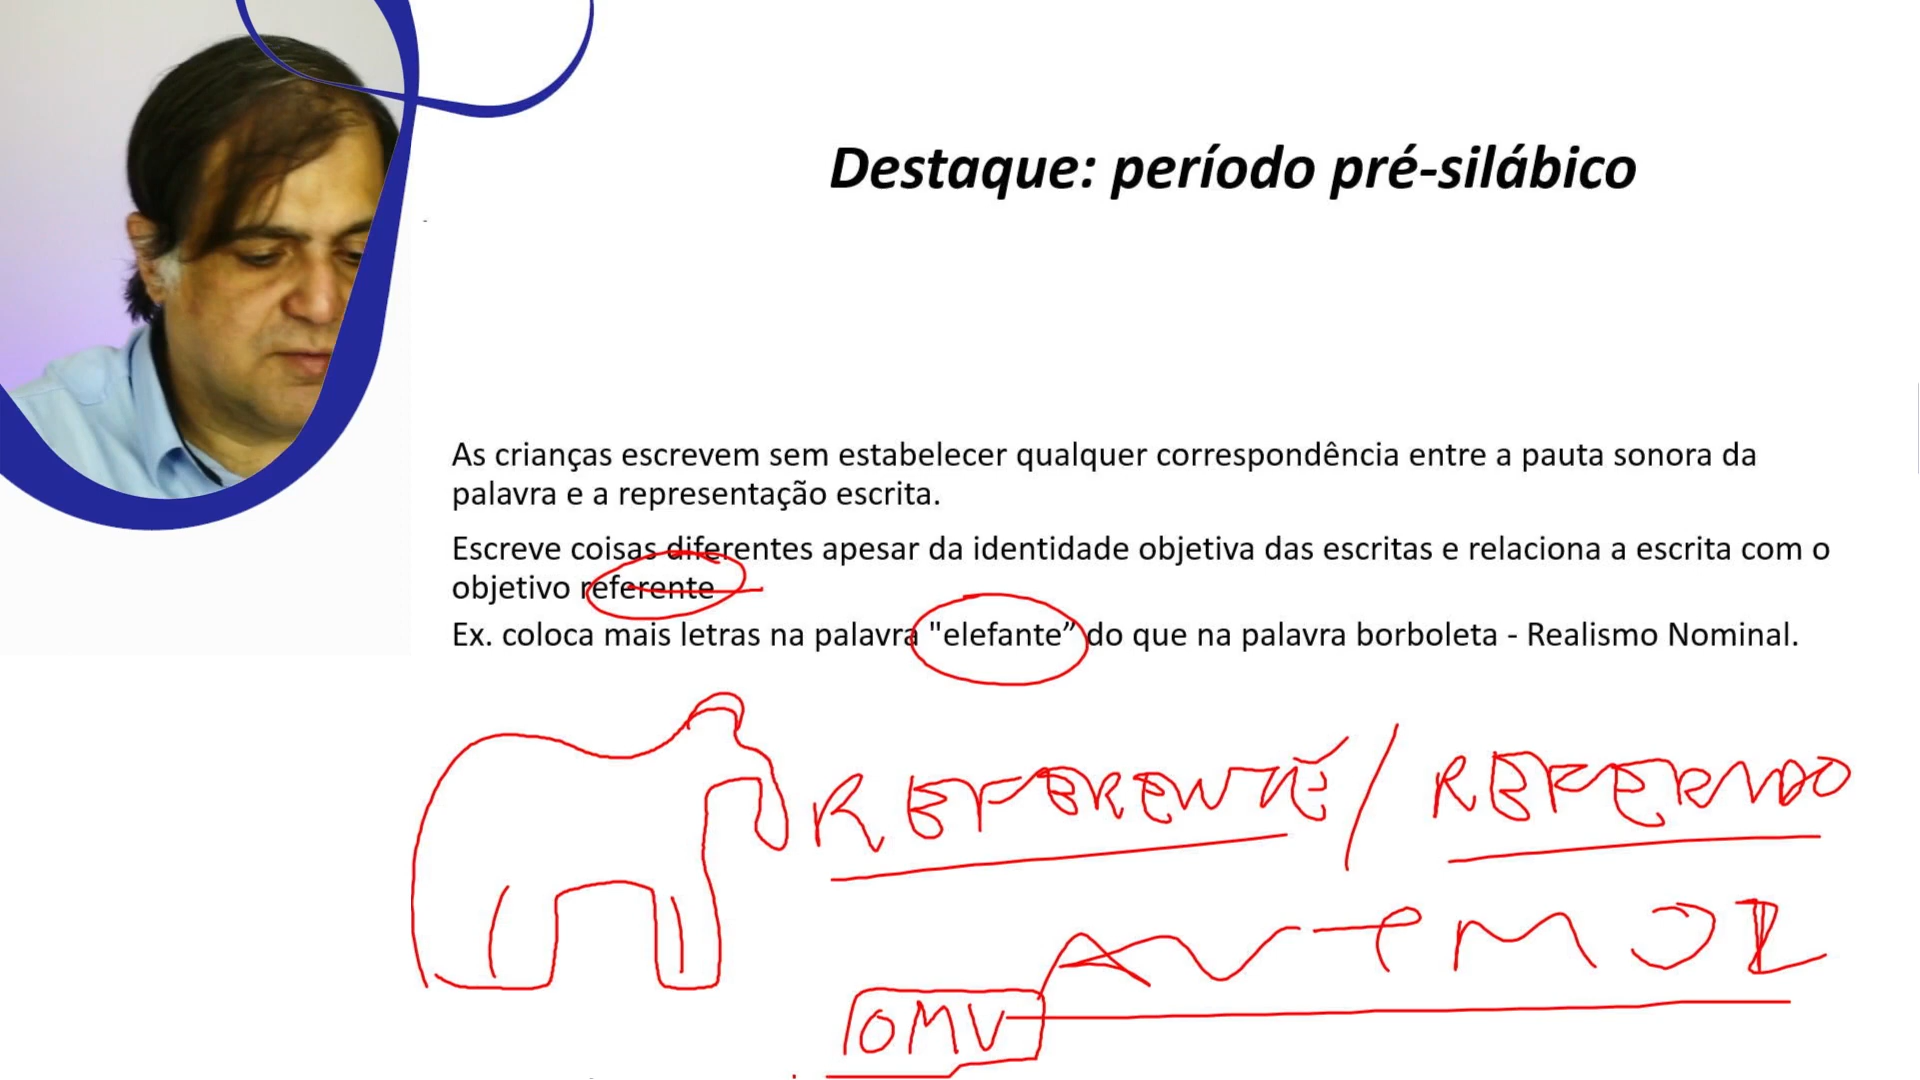 Destaque: período pré-silábico
As crianças escrevem sem estabelecer qualquer correspondência entre a pauta sonora da
palavra e a representação escrita.
Escreve coisas diferentes apesar da identidade objetiva das escritas e relaciona a escrita com o
objetivo referente
Ex. coloca mais letras na palavra "elefante” do que na palavra borboleta - Realismo Nominal.
REFERENTE / REFERNDO
OMV